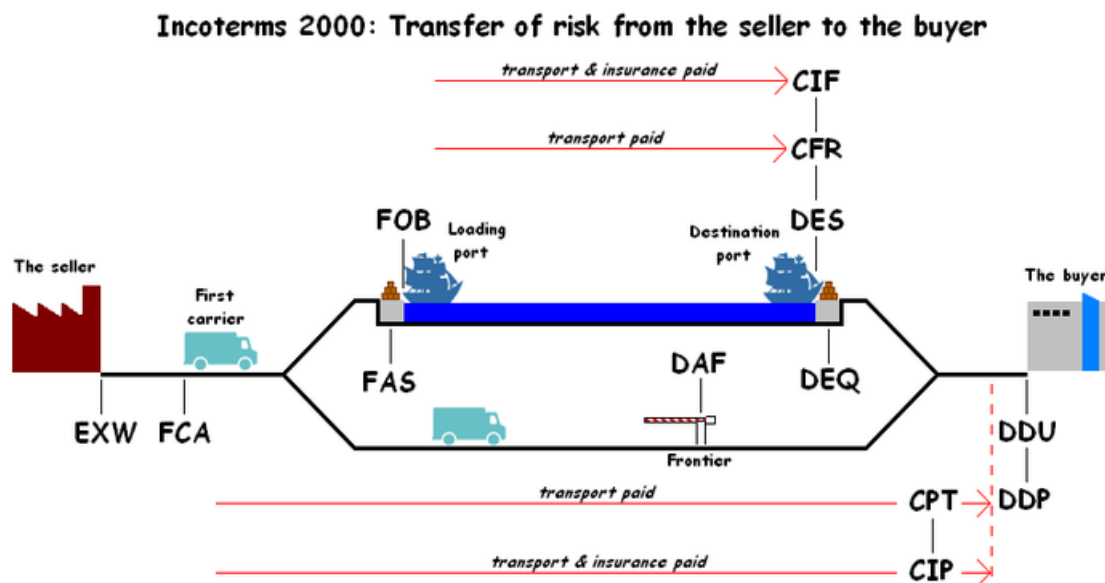 Incoterms 2000: Transfer of risk from the seller to the buyer
transport & insurance paid
CIF
transport paid
CFR
FOB
Loading
port
Destination
port
DES
The seller
First
carrier
The buyer
FAS
DAF
DEQ
EXW
FCA
Frontier
DDU
transport paid
CPT
DDP
transport & insurance paid
CIP